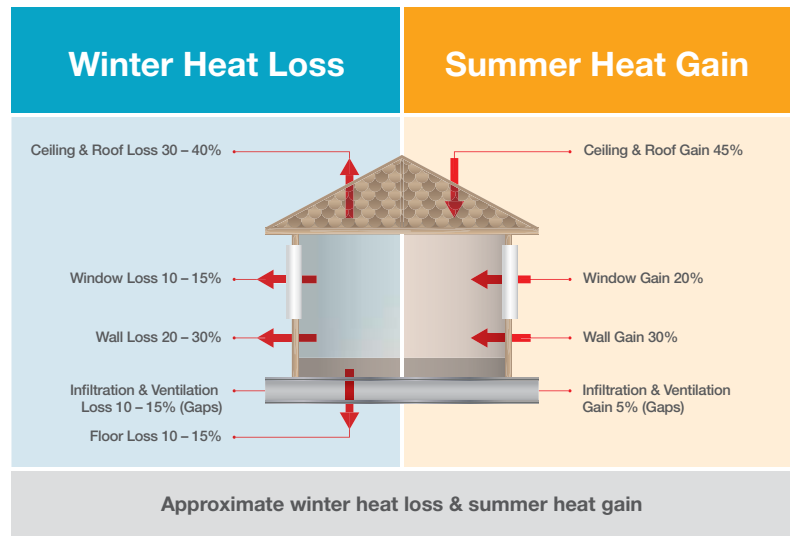 Winter Heat Loss
Summer Heat Gain
Ceiling & Roof Loss 30 – 40%
Window Loss 10 – 15%
Wall Loss 20 – 30%
Infiltration & Ventilation
Loss 10 – 15% (Gaps)
Floor Loss 10 – 15%
Ceiling & Roof Gain 45%
Window Gain 20%
Wall Gain 30%
Infiltration & Ventilation
Gain 5% (Gaps)
Approximate winter heat loss & summer heat gain